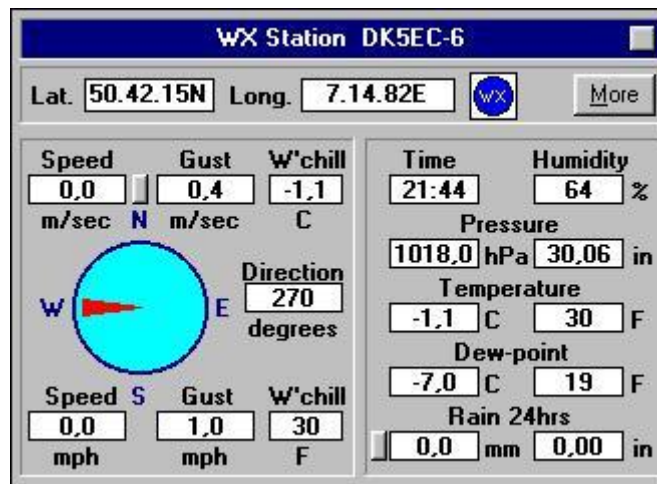 WX Station DK5EC-6
Lat. 50.42.15N Long. 7.14.82E WX More
Speed Gust W'chill
0,0 0,4 -1,1
m/sec N m/sec C
W E
Direction
270
degrees
Speed S Gust W'chill
0,0 1,0 30
mph mph F
Time Humidity
21:44 64 %
Pressure
1018,0 hPa 30,06 in
Temperature
-1,1 C 30 F
Dew-point
-7,0 C 19 F
Rain 24hrs
0,0 mm 0,00 in